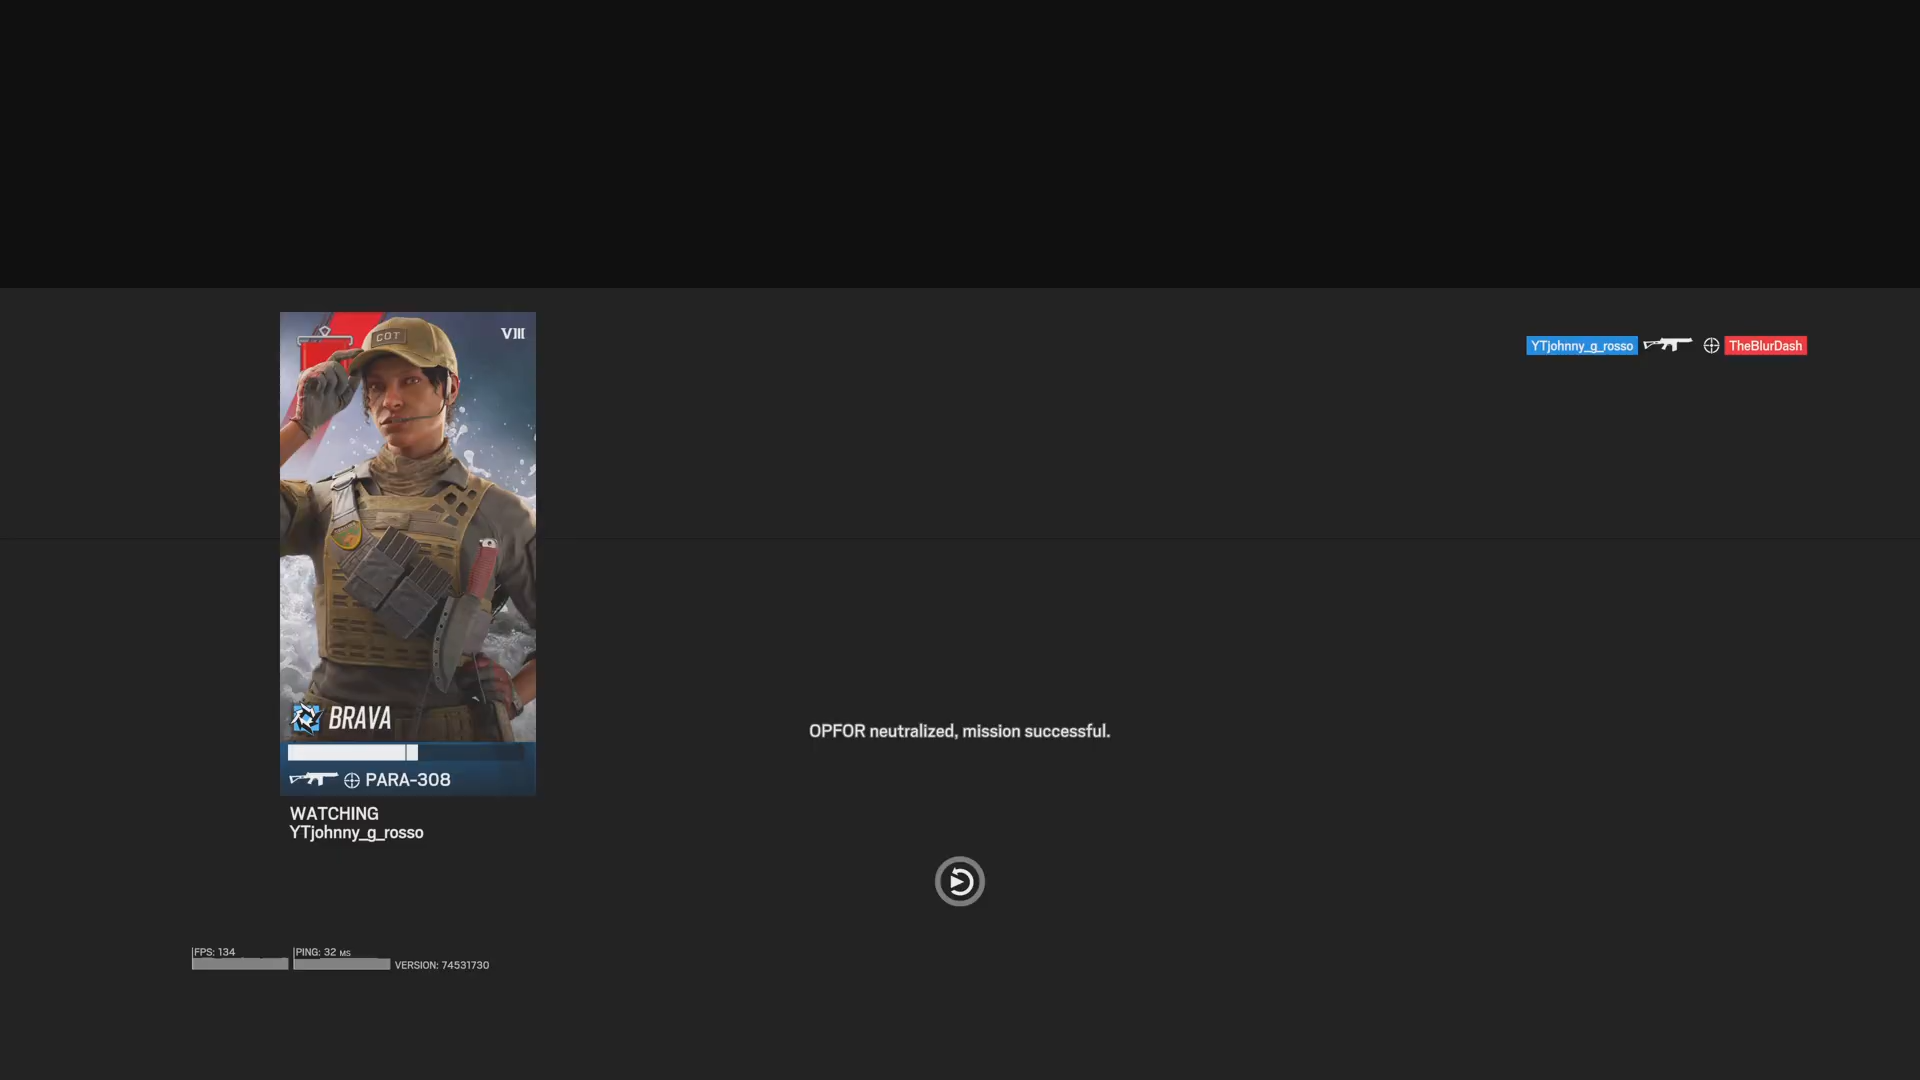 COT
VIII
YTjohnny_g_rosso TheBlurDash
BRAVA
PARA-308
WATCHING
YTjohnny_g_rosso
OPFOR neutralized, mission successful.
FPS: 134 PING: 32 MS
VERSION: 74531730